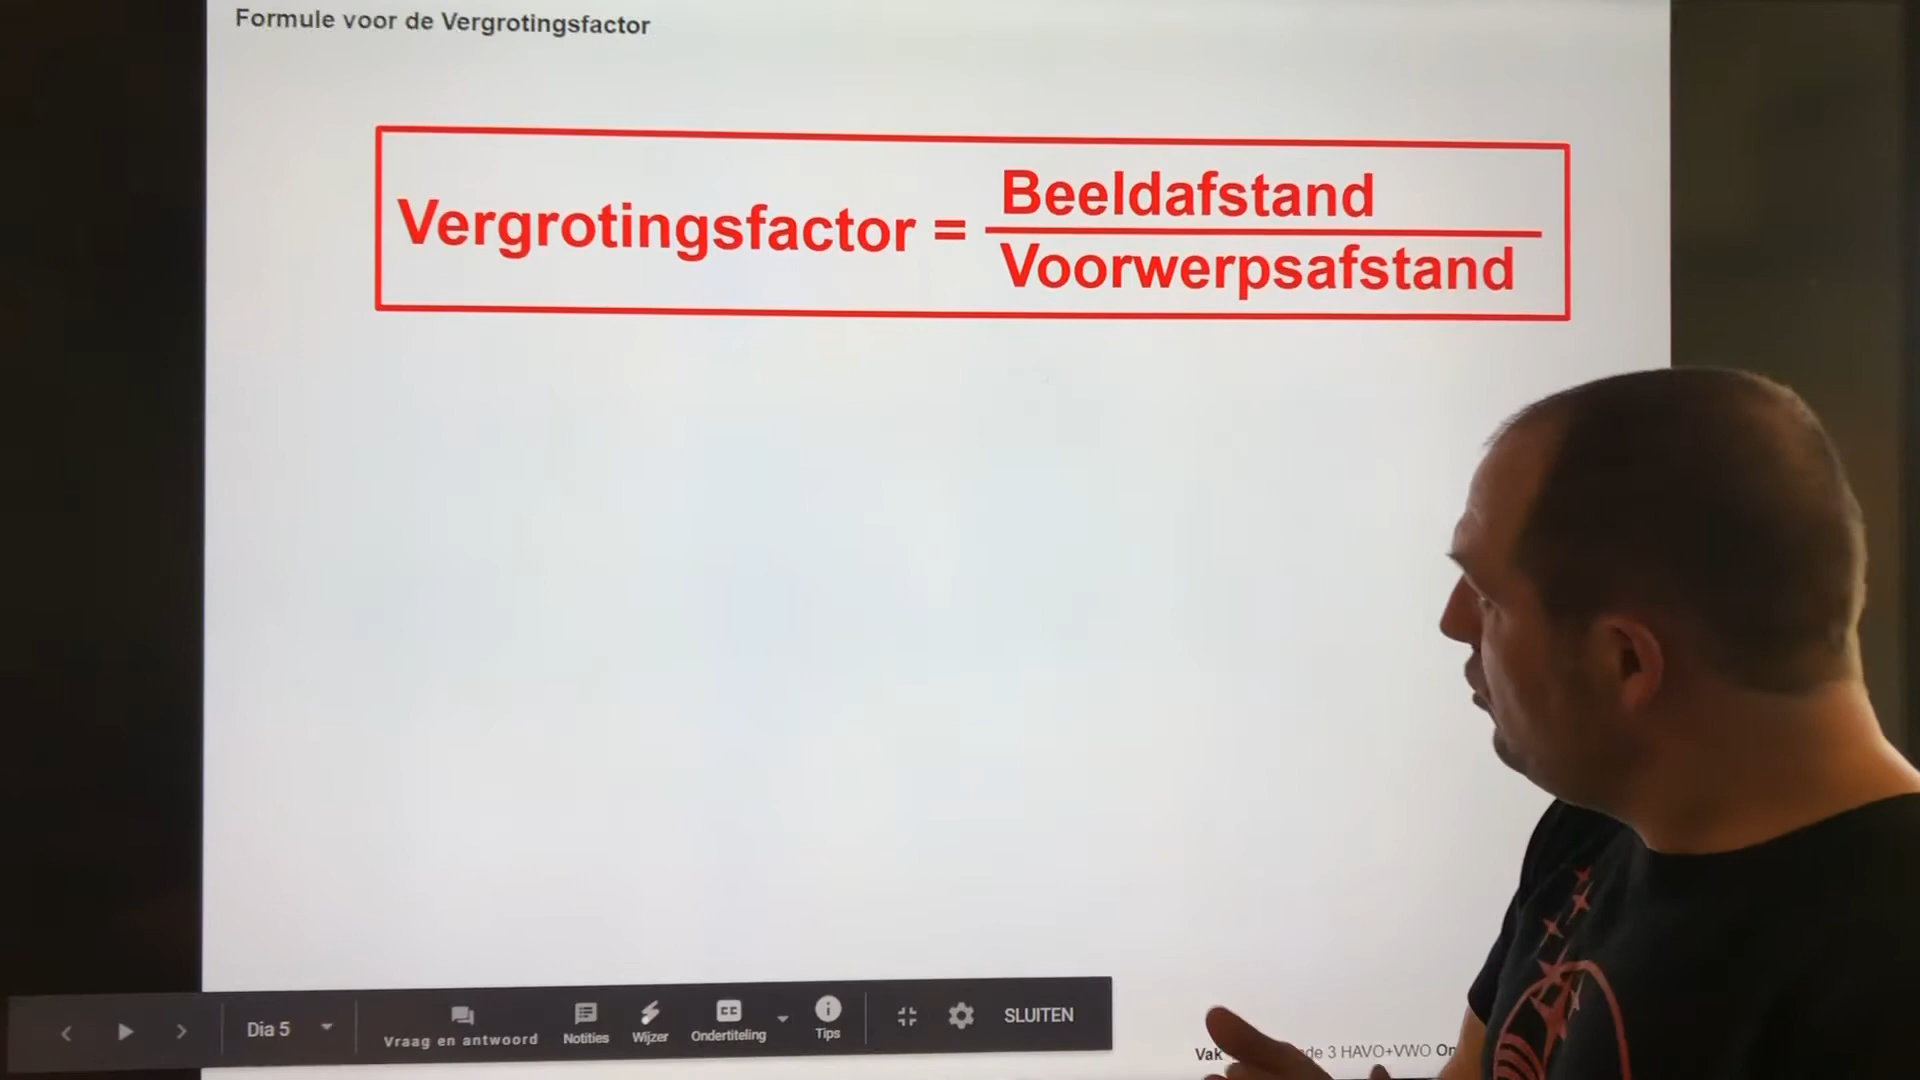 Formule voor de Vergrotingsfactor
Vergrotingsfactor = Beeldafstand
Voorwerpsafstand
Dia 5
Vraag en antwoord
Notities
Wijzer
Ondertiteling
Tips
SLUITEN
Vak 3 HAVO+VWO